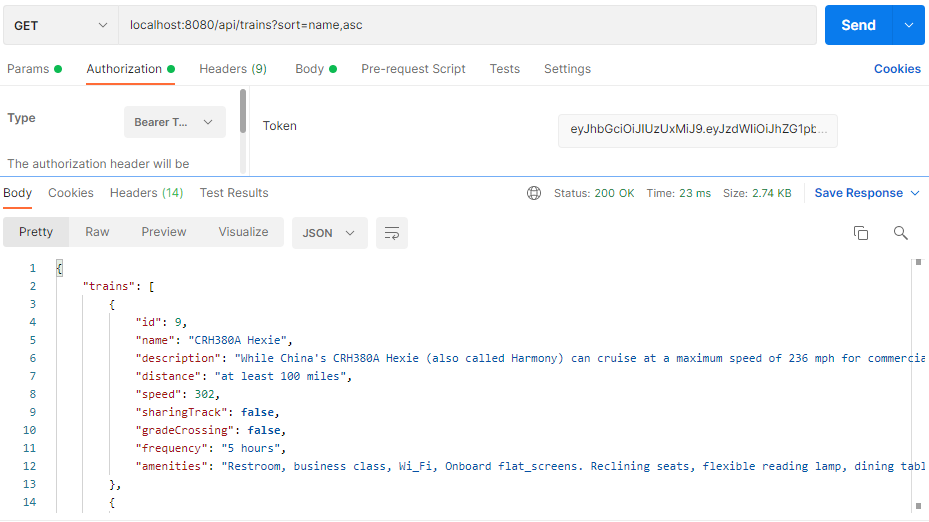 GET localhost:8080/api/trains?sort=name,asc Send
Params Authorization Headers (9) Body Pre-request Script Tests Settings Cookies
Type Bearer T... Token eyJhbGciOiJIUzUxMiJ9.eyJzdWIiOiJhZG1pb...
The authorization header will be
Body Cookies Headers (14) Test Results Status: 200 OK Time: 23 ms Size: 2.74 KB Save Response
Pretty Raw Preview Visualize JSON
1 {
2 "trains": [
3 {
4 "id": 9,
5 "name": "CRH380A Hexie",
6 "description": "While China's CRH380A Hexie (also called Harmony) can cruise at a maximum speed of 236 mph for commercia
7 "distance": "at least 100 miles",
8 "speed": 302,
9 "sharingTrack": false,
10 "gradeCrossing": false,
11 "frequency": "5 hours",
12 "amenities": "Restroom, business class, Wi_Fi, Onboard flat_screens. Reclining seats, flexible reading lamp, dining tabl
13 },
14 {